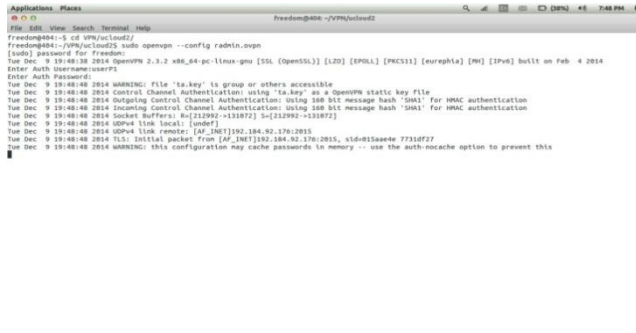 Applications Places
(38%) 7:48 PM
freedom@404: ~/VPN/ucloud2
File Edit View Search Terminal Help
freedom@404:~$ cd VPN/ucloud2/
freedom@404:~/VPN/ucloud2$ sudo openvpn --config radmin.ovpn
[sudo] password for freedom:
Tue Dec 9 19:48:38 2014 OpenVPN 2.3.2 x86_64-pc-linux-gnu [SSL (OpenSSL)] [LZO] [EPOLL] [PKCS11] [eurephia] [MH] [IPv6] built on Feb 4 2014
Enter Auth Username:userP1
Enter Auth Password:
Tue Dec 9 19:48:48 2014 WARNING: file 'ta.key' is group or others accessible
Tue Dec 9 19:48:48 2014 Control Channel Authentication: using 'ta.key' as a OpenVPN static key file
Tue Dec 9 19:48:48 2014 Outgoing Control Channel Authentication: Using 160 bit message hash 'SHA1' for HMAC authentication
Tue Dec 9 19:48:48 2014 Incoming Control Channel Authentication: Using 160 bit message hash 'SHA1' for HMAC authentication
Tue Dec 9 19:48:48 2014 Socket Buffers: R=[212992->131072] S=[212992->131072]
Tue Dec 9 19:48:48 2014 UDPv4 link local: [undef]
Tue Dec 9 19:48:48 2014 UDPv4 link remote: [AF_INET]192.184.92.176:2015
Tue Dec 9 19:48:48 2014 TLS: Initial packet from [AF_INET]192.184.92.176:2015, sid=815aae4e 7731df27
Tue Dec 9 19:48:48 2014 WARNING: this configuration may cache passwords in memory -- use the auth-nocache option to prevent this